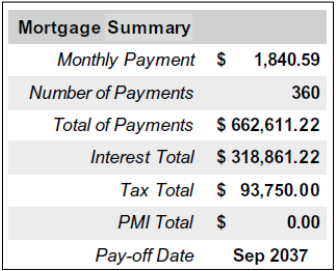 Mortgage Summary
Monthly Payment $ 1,840.59
Number of Payments 360
Total of Payments $ 662,611.22
Interest Total $ 318,861.22
Tax Total $ 93,750.00
PMI Total $ 0.00
Pay-off Date Sep 2037